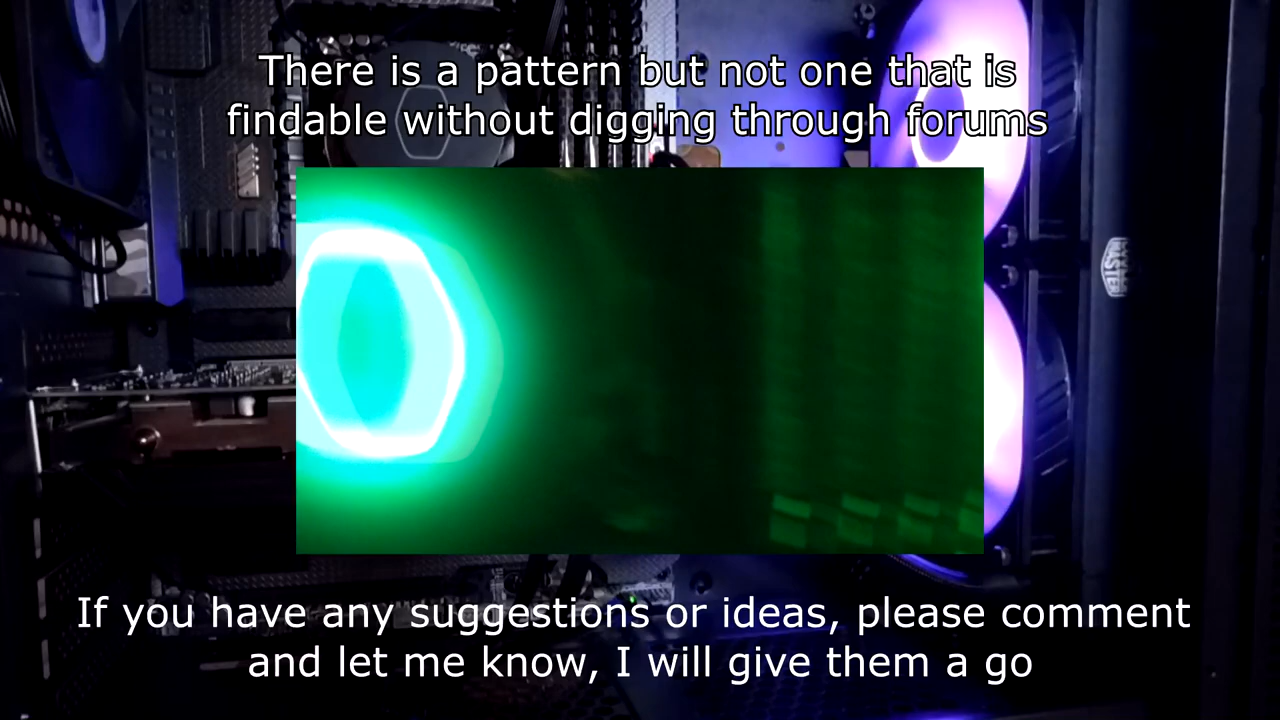 There is a pattern but not one that is
findable without digging through forums
If you have any suggestions or ideas, please comment
and let me know, I will give them a go